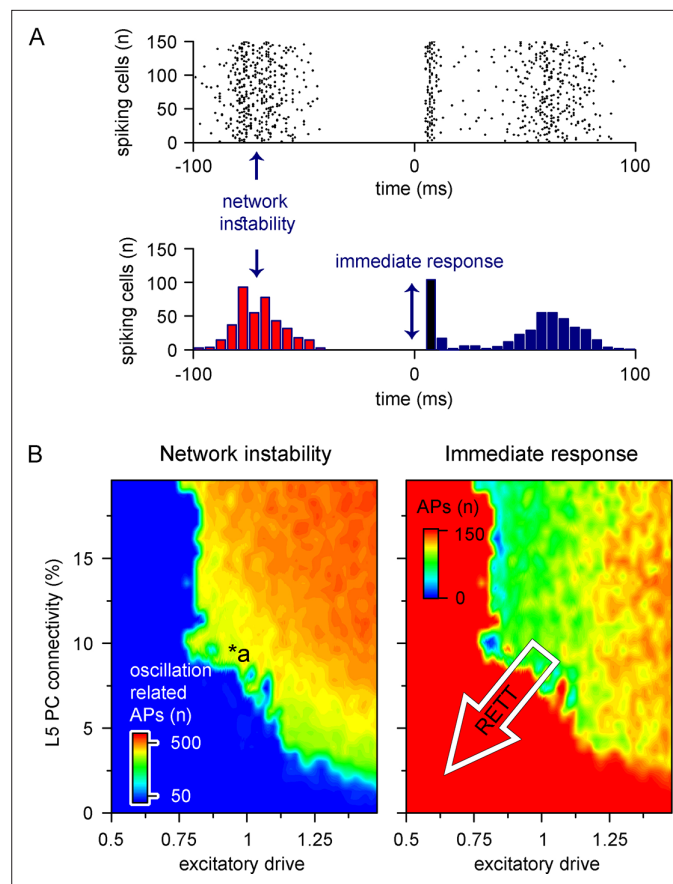 A
spiking cells (n)
150
100
50
0
-100
0
100
time (ms)
network
instability
immediate response
spiking cells (n)
150
100
50
0
-100
0
100
time (ms)
B
Network instability
Immediate response
L5 PC connectivity (%)
15
10
5
0
*a
oscillation
related
APs (n)
500
50
0.5
0.75
1
1.25
excitatory drive
APs (n)
150
0
RETT
0.5
0.75
1
1.25
excitatory drive